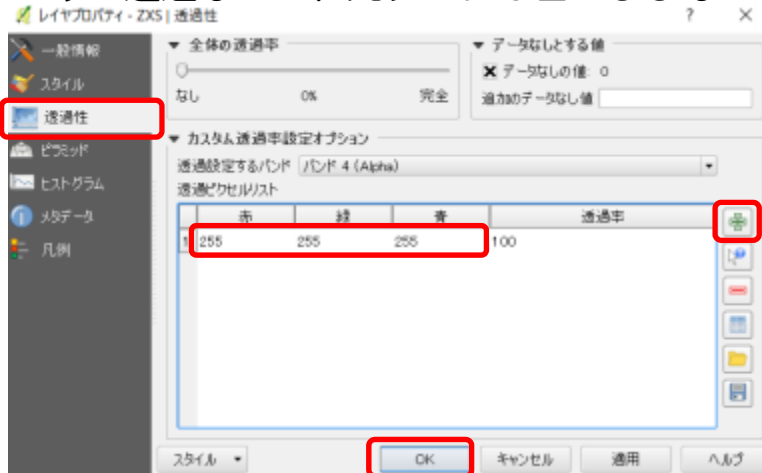 レイヤプロパティ - ZXS | 透過性
一般情報
スタイル
透過性
ピラミッド
ヒストグラム
メタデータ
凡例
▼ 全体の透過率
なし 0% 完全
▼ データなしとする値
データなしの値: 0
追加のデータなし値
▼ カスタム透過率設定オプション
透過設定するバンド バンド 4 (Alpha)
透過ピクセルリスト
赤 緑 青 透過率
1 255 255 255 100
スタイル OK キャンセル 適用 ヘルプ